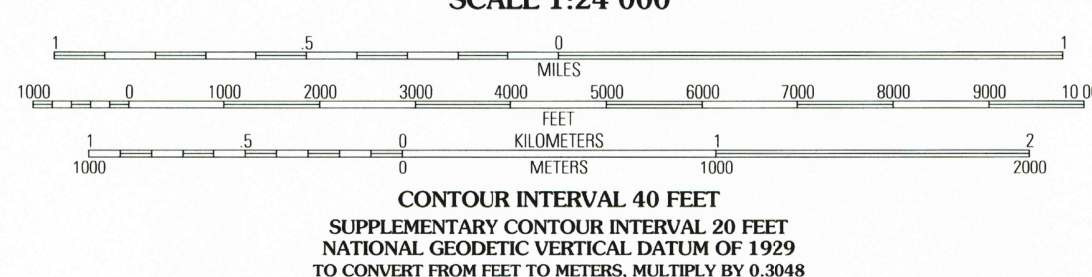 SCALE 1:24 000
1 .5 0 1
MILES
1000 0 1000 2000 3000 4000 5000 6000 7000 8000 9000 10 0
FEET
1 .5 0 KILOMETERS 1 2
1000 0 METERS 1000 2000
CONTOUR INTERVAL 40 FEET
SUPPLEMENTARY CONTOUR INTERVAL 20 FEET
NATIONAL GEODETIC VERTICAL DATUM OF 1929
TO CONVERT FROM FEET TO METERS, MULTIPLY BY 0.3048